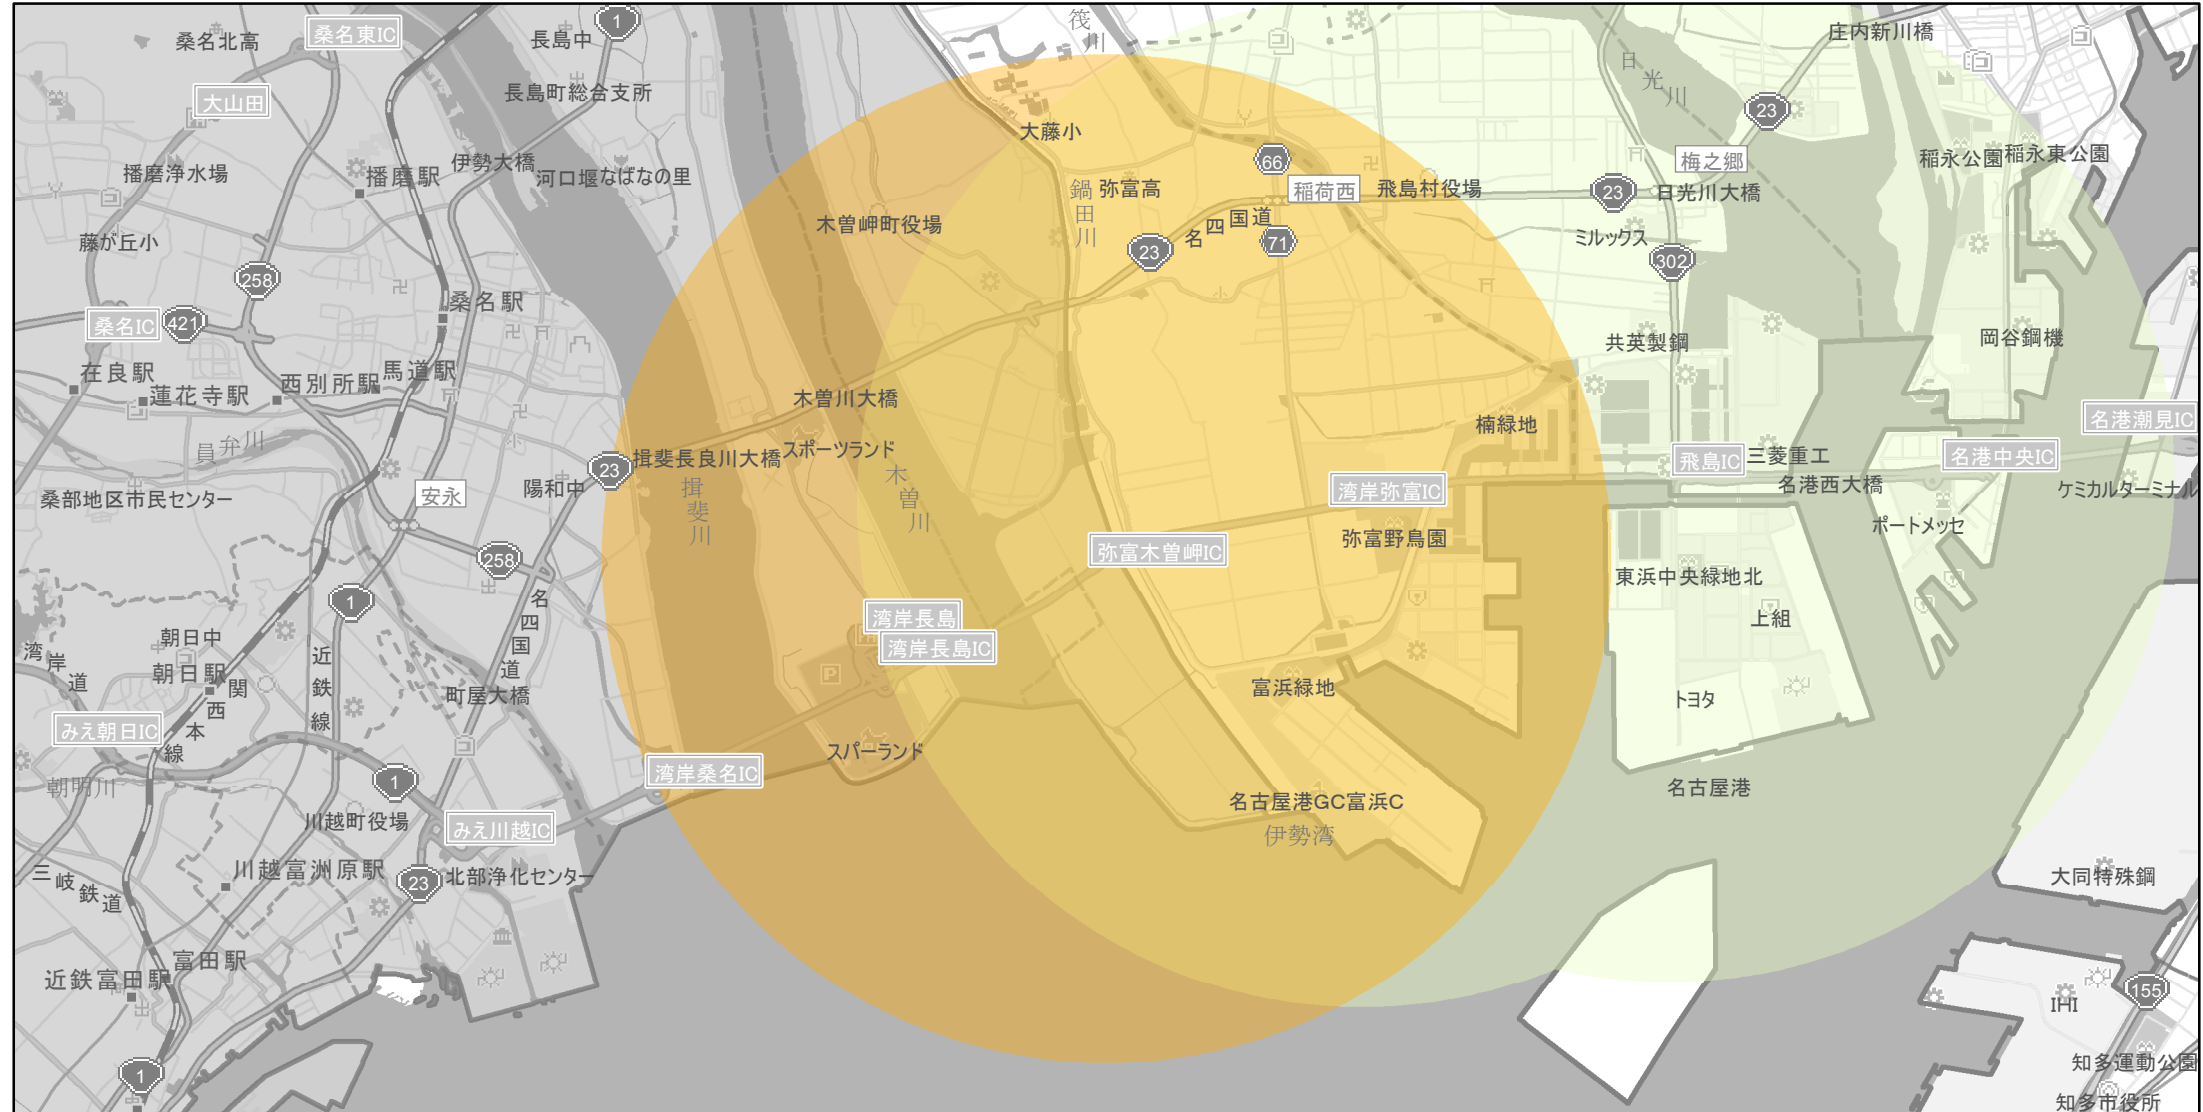 桑名北高
桑名東IC
長島中
1
筏川
庄内新川橋
大山田
長島町総合支所
日光川
23
大藤小
播磨浄水場
播磨駅
伊勢大橋
河口堰なばなの里
66
梅之郷
稲永公園
稲永東公園
鍋田川
弥富高
稲荷西
飛島村役場
23
日光川大橋
藤が丘小
木曽岬町役場
名四国道
23
71
ミルックス
302
258
桑名駅
桑名IC
421
共英製鋼
岡谷鋼機
在良駅
蓮花寺駅
西別所駅
馬道駅
木曽川大橋
楠緑地
名港潮見IC
員弁川
23
揖斐長良川大橋
スポーツランド
飛島IC
三菱重工
名港中央IC
桑部地区市民センター
安永
陽和中
揖斐川
木曽川
湾岸弥富IC
名港西大橋
ケミカルターミナル
弥富木曽岬IC
弥富野鳥園
ポートメッセ
258
東浜中央緑地北
1
名四国道
湾岸長島
上組
朝日中
湾岸長島IC
湾岸道
朝日駅
近鉄線
関西本線
町屋大橋
富浜緑地
トヨタ
みえ朝日IC
スパーランド
湾岸桑名IC
朝明川
1
名古屋港
川越町役場
みえ川越IC
名古屋港GC富浜C
伊勢湾
三岐鉄道
川越富洲原駅
23
北部浄化センター
大同特殊鋼
富田駅
近鉄富田駅
155
IHI
1
知多運動公園
知多市役所